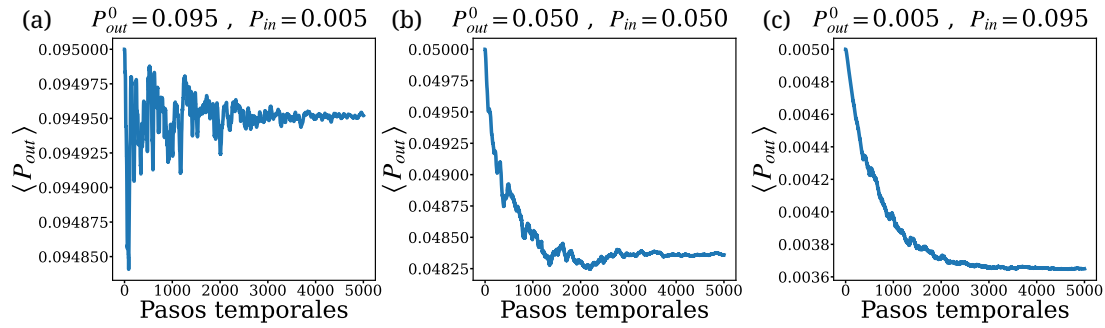 (a) P⁰out=0.095 , Pin=0.005
⟨Pout⟩
0.095000
0.094975
0.094950
0.094925
0.094900
0.094875
0.094850
0 1000 2000 3000 4000 5000
Pasos temporales
(b) P⁰out=0.050 , Pin=0.050
⟨Pout⟩
0.05000
0.04975
0.04950
0.04925
0.04900
0.04875
0.04850
0.04825
0 1000 2000 3000 4000 5000
Pasos temporales
(c) P⁰out=0.005 , Pin=0.095
⟨Pout⟩
0.0050
0.0048
0.0046
0.0044
0.0042
0.0040
0.0038
0.0036
0 1000 2000 3000 4000 5000
Pasos temporales